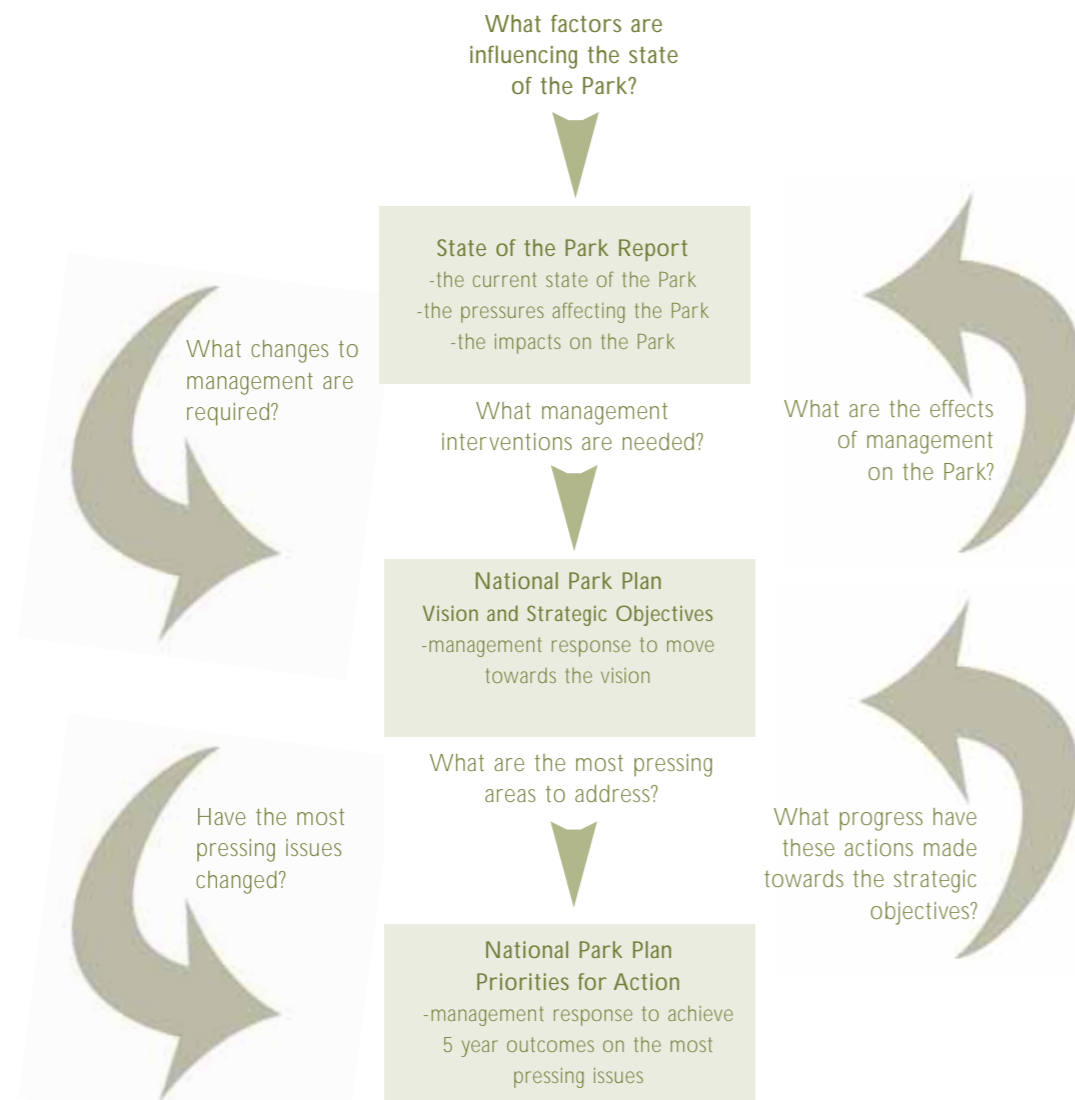 What factors are
influencing the state
of the Park?
State of the Park Report
-the current state of the Park
-the pressures affecting the Park
-the impacts on the Park
What changes to
management are
required?
What management
interventions are needed?
What are the effects
of management
on the Park?
National Park Plan
Vision and Strategic Objectives
-management response to move
towards the vision
What are the most pressing
areas to address?
Have the most
pressing issues
changed?
What progress have
these actions made
towards the strategic
objectives?
National Park Plan
Priorities for Action
-management response to achieve
5 year outcomes on the most
pressing issues